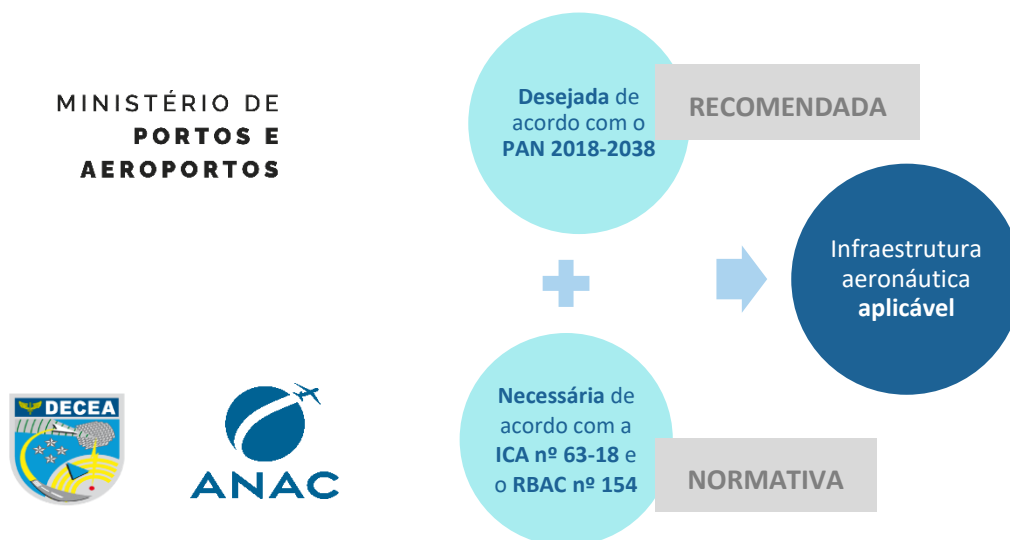 MINISTÉRIO DE
PORTOS E
AEROPORTOS
Desejada de
acordo com o
PAN 2018-2038
RECOMENDADA
Infraestrutura
aeronáutica
aplicável
DECEA
ANAC
Necessária de
acordo com a
ICA nº 63-18 e
o RBAC nº 154
NORMATIVA